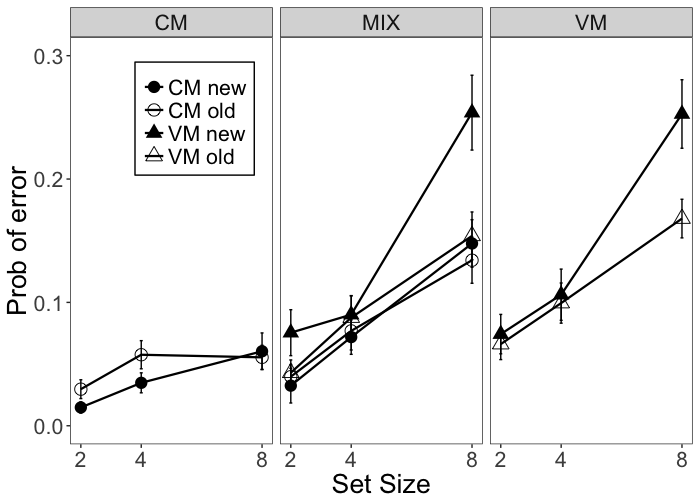 CM MIX VM
0.3
CM new
CM old
VM new
VM old
0.2
0.1
0.0
2 4 8 2 4 8 2 4 8
Set Size
Prob of error